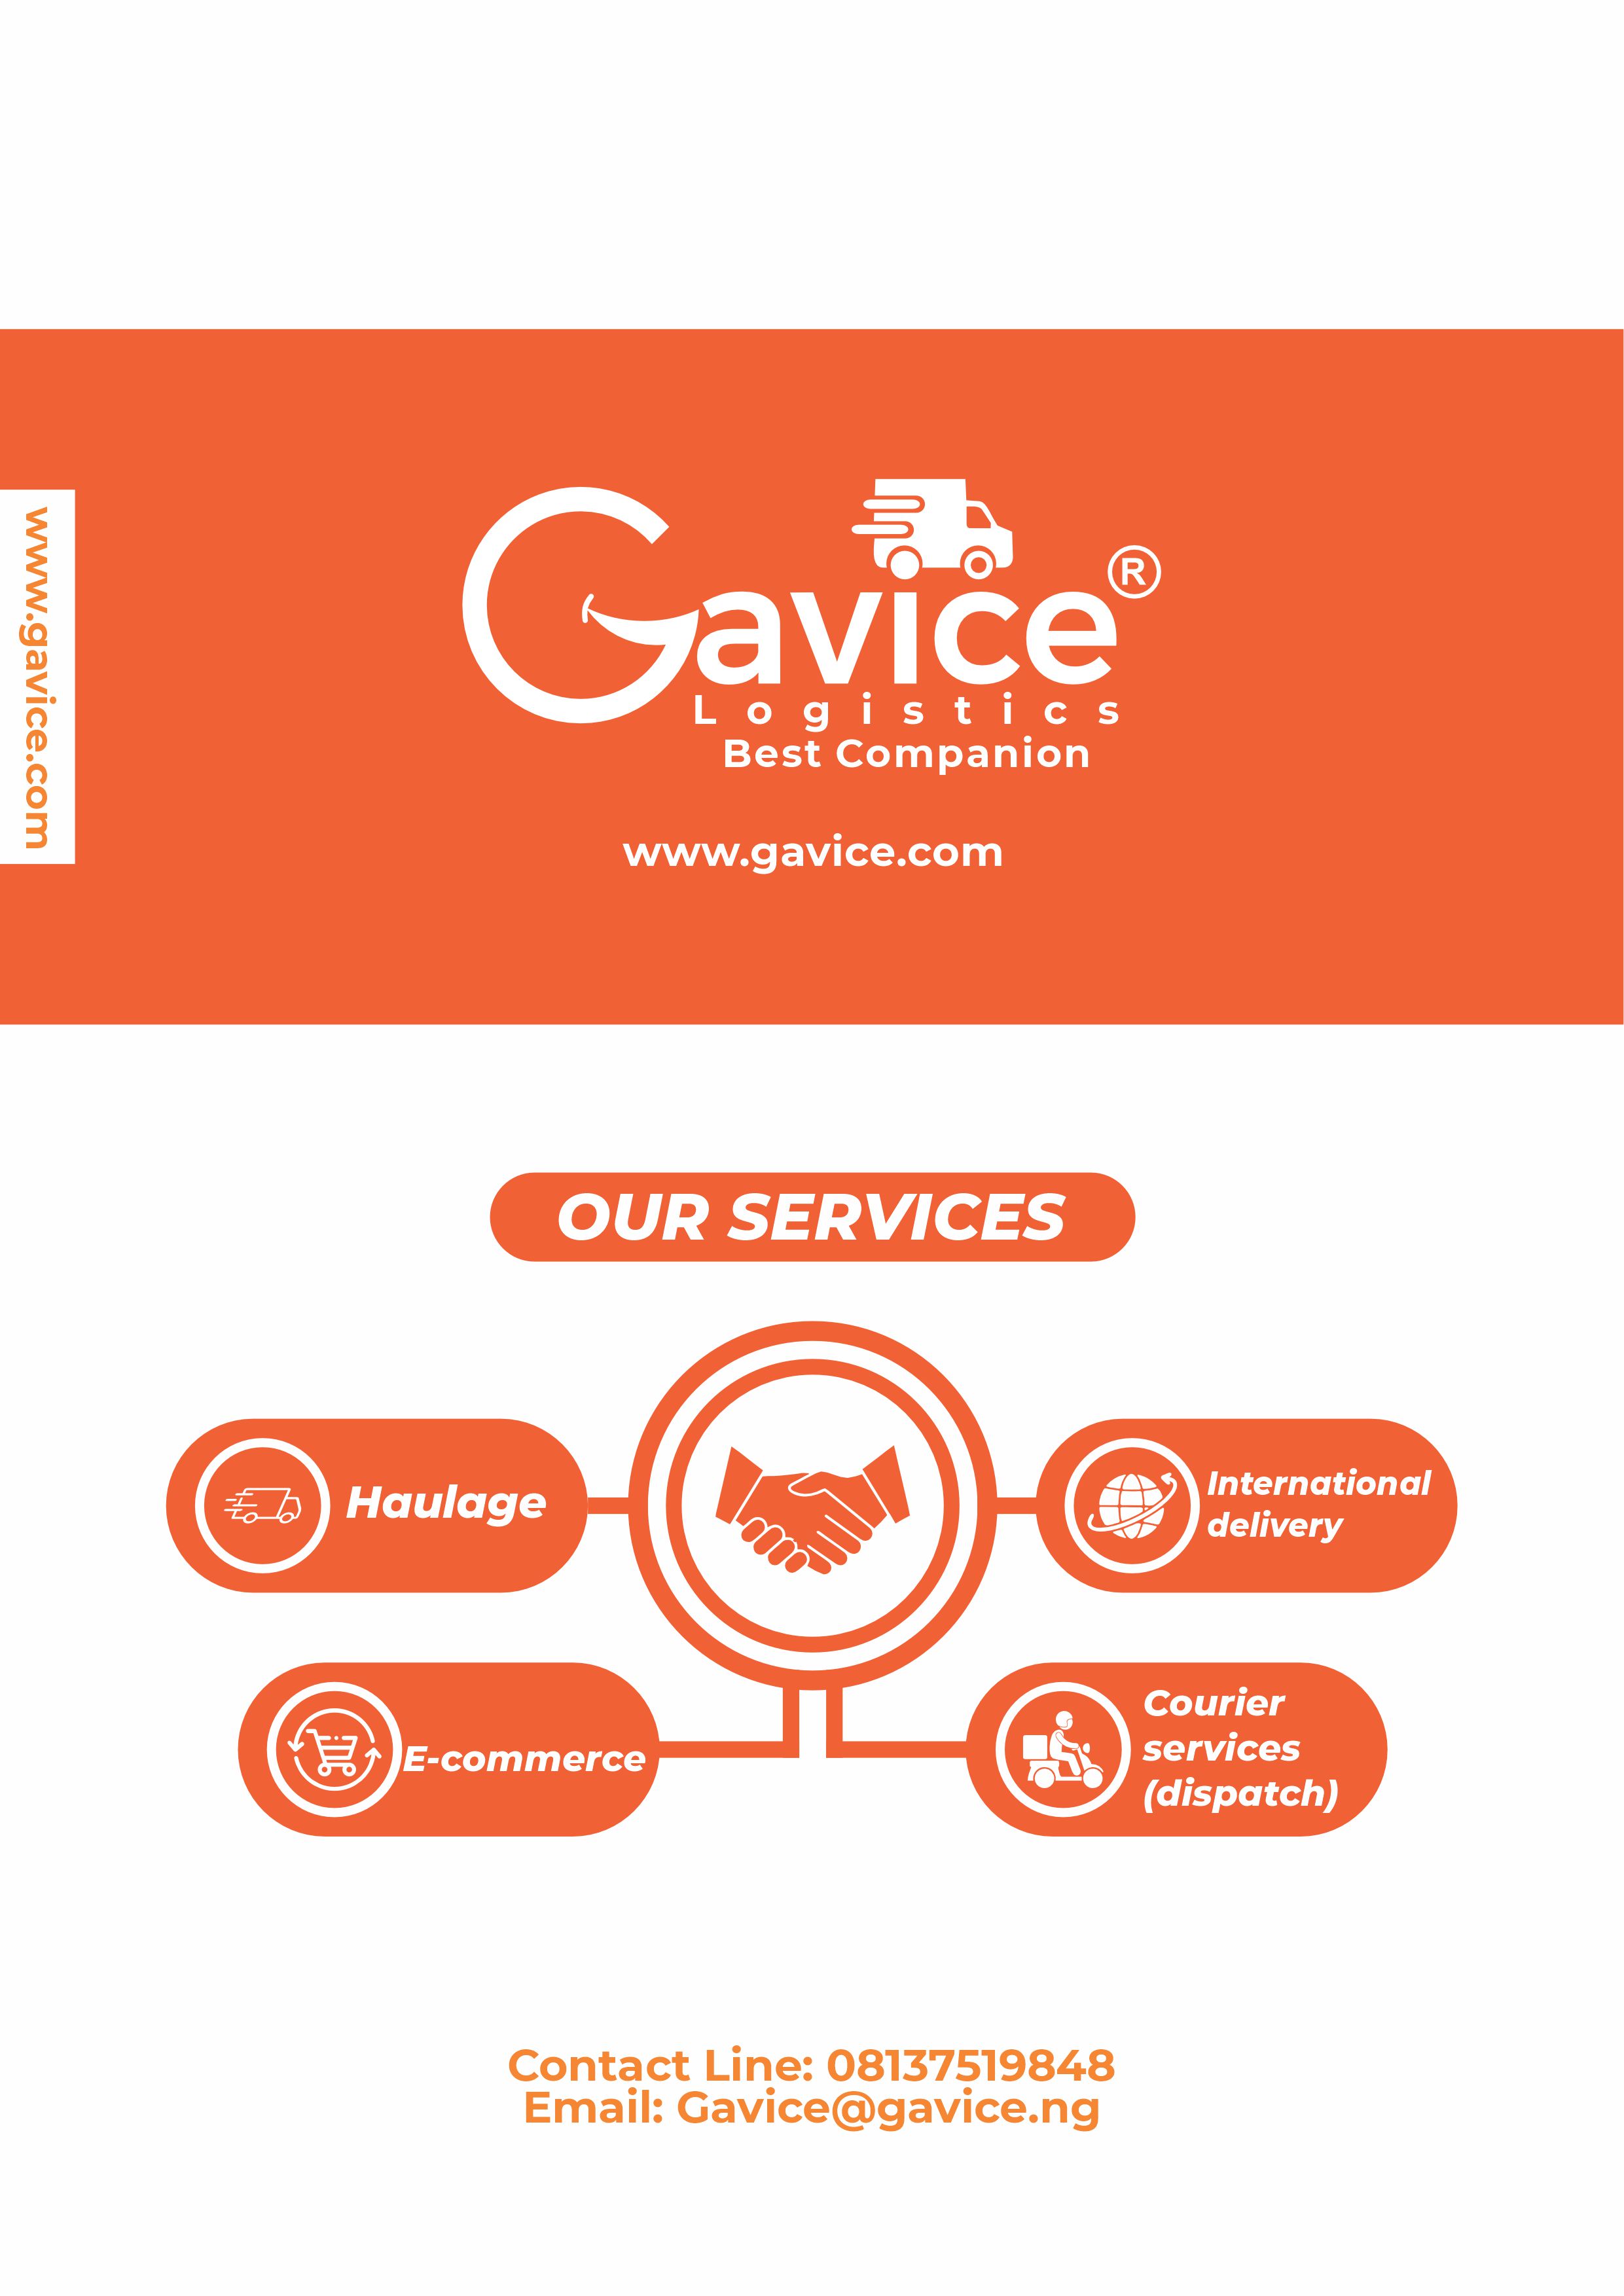 www.gavice.com
Gavice®
Logistics
Best Companion
www.gavice.com
OUR SERVICES
Haulage
International
delivery
E-commerce
Courier
services
(dispatch)
Contact Line: 08137519848
Email: Gavice@gavice.ng